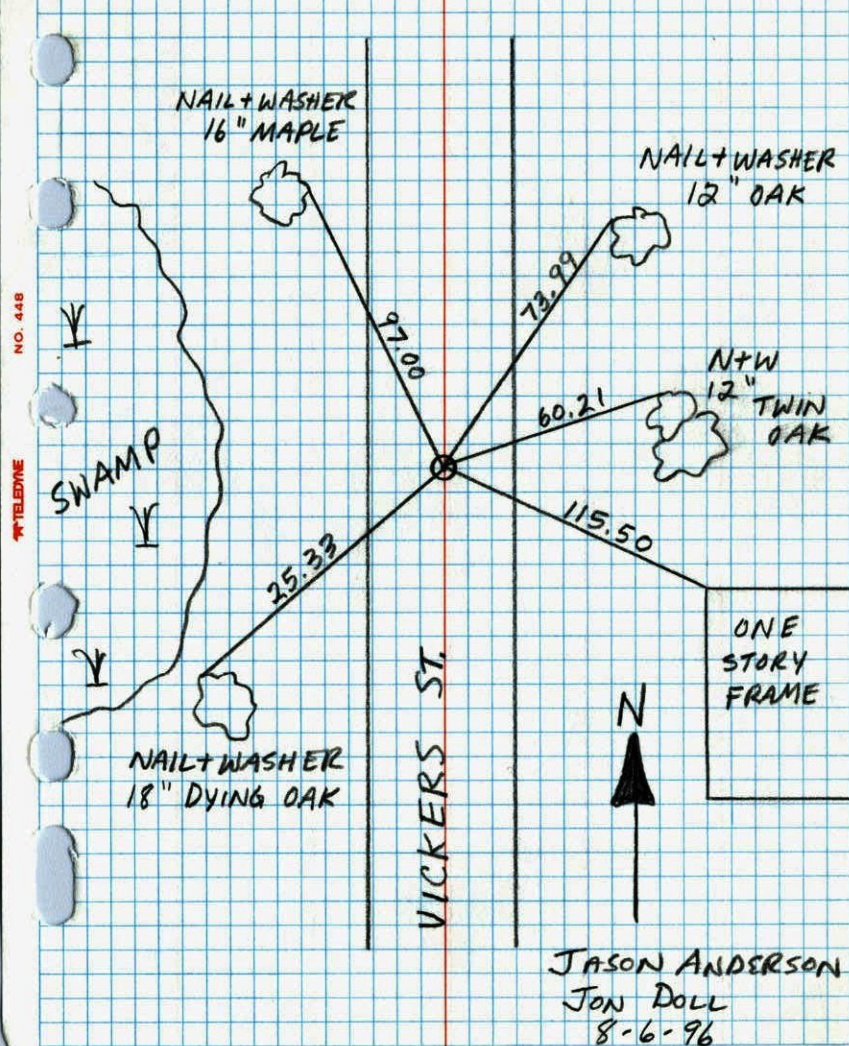 NAIL+WASHER
16" MAPLE
NAIL+WASHER
12" OAK
97.00
73.99
N+W
12" TWIN
OAK
60.21
SWAMP
115.50
25.33
ONE
STORY
FRAME
NAIL+WASHER
18" DYING OAK
VICKERS ST.
N
JASON ANDERSON
JON DOLL
8-6-96
NO. 448
TELEDYNE